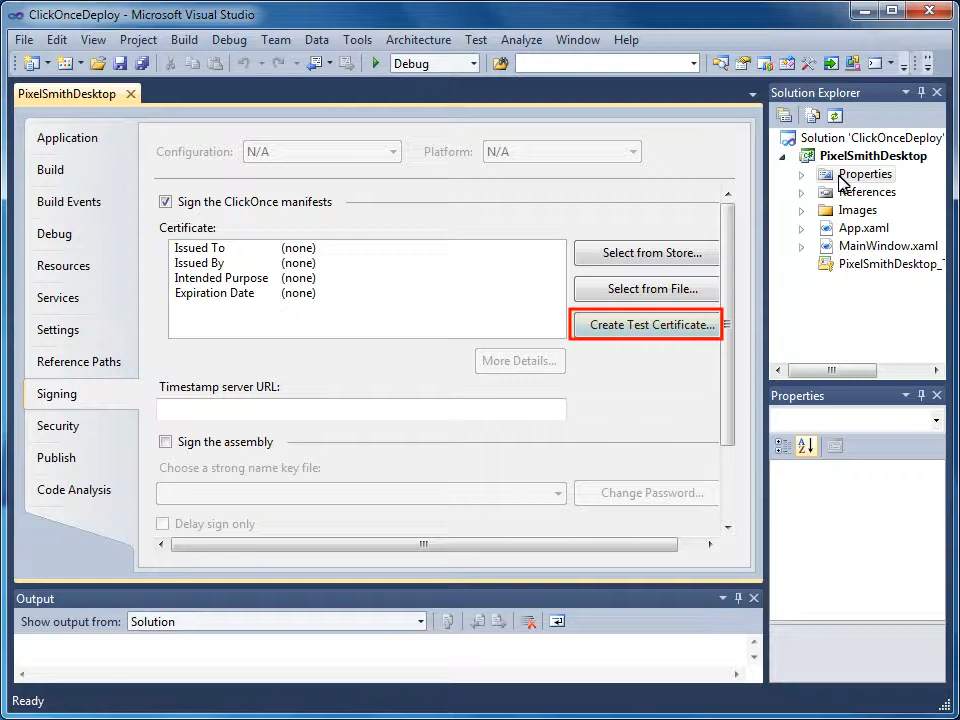 ClickOnceDeploy - Microsoft Visual Studio
File Edit View Project Build Debug Team Data Tools Architecture Test Analyze Window Help
Debug
PixelSmithDesktop
Application
Build
Build Events
Debug
Resources
Services
Settings
Reference Paths
Signing
Security
Publish
Code Analysis
Configuration: N/A Platform: N/A
Sign the ClickOnce manifests
Certificate:
Issued To (none)
Issued By (none)
Intended Purpose (none)
Expiration Date (none)
Select from Store...
Select from File...
Create Test Certificate...
More Details...
Timestamp server URL:
Sign the assembly
Choose a strong name key file:
Change Password...
Delay sign only
Solution Explorer
Solution 'ClickOnceDeploy'
PixelSmithDesktop
Properties
References
Images
App.xaml
MainWindow.xaml
PixelSmithDesktop_
Properties
Output
Show output from: Solution
Ready